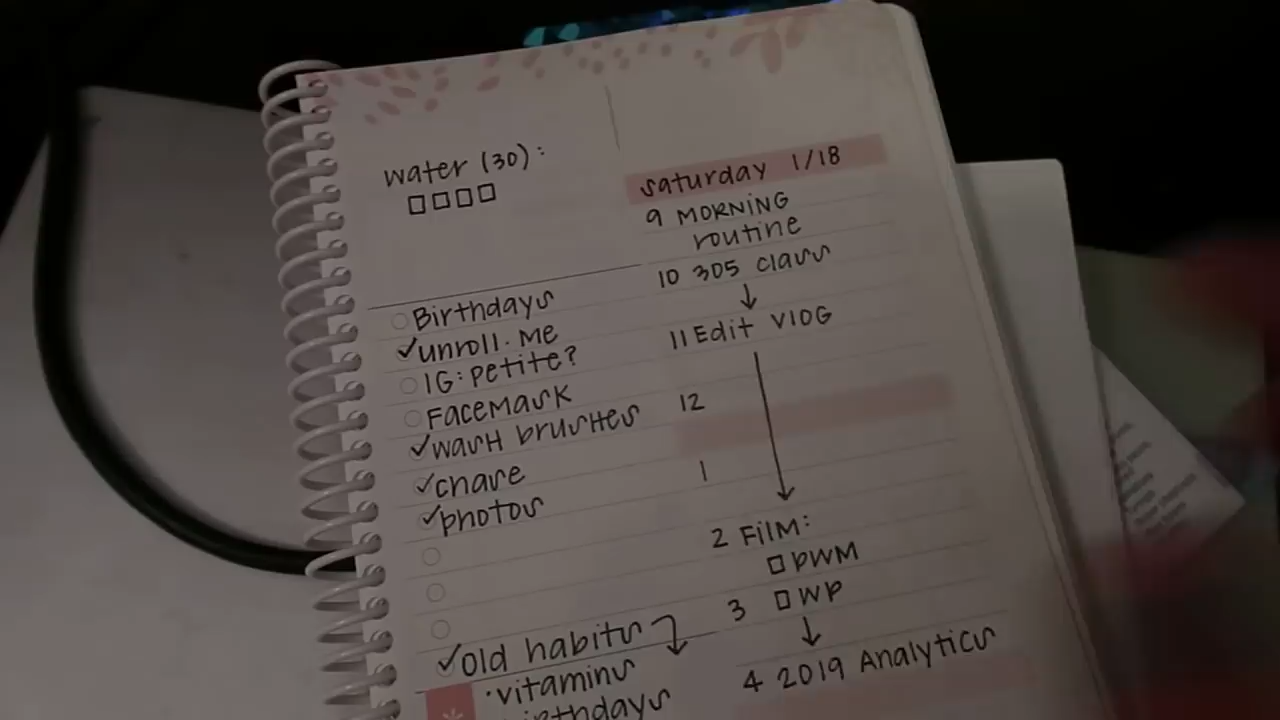 water (30):
Birthdays
unroll.me
IG: petite?
Facemask
wash brushes
photos
old habits
vitamins
birthdays
saturday 1/18
9 MORNING
routine
10 305 class
11 Edit Vlog
12
1
2 Film:
PWM
3 WP
4 2019 Analytics